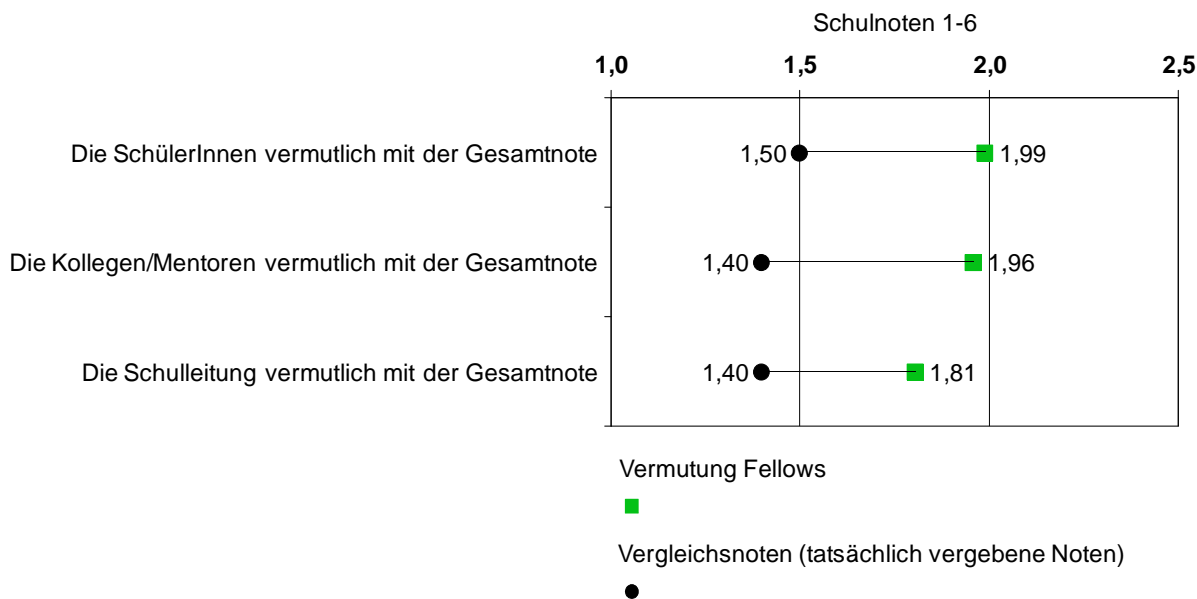 Schulnoten 1-6
1,0 1,5 2,0 2,5
Die SchülerInnen vermutlich mit der Gesamtnote 1,50 1,99
Die Kollegen/Mentoren vermutlich mit der Gesamtnote 1,40 1,96
Die Schulleitung vermutlich mit der Gesamtnote 1,40 1,81
Vermutung Fellows
Vergleichsnoten (tatsächlich vergebene Noten)